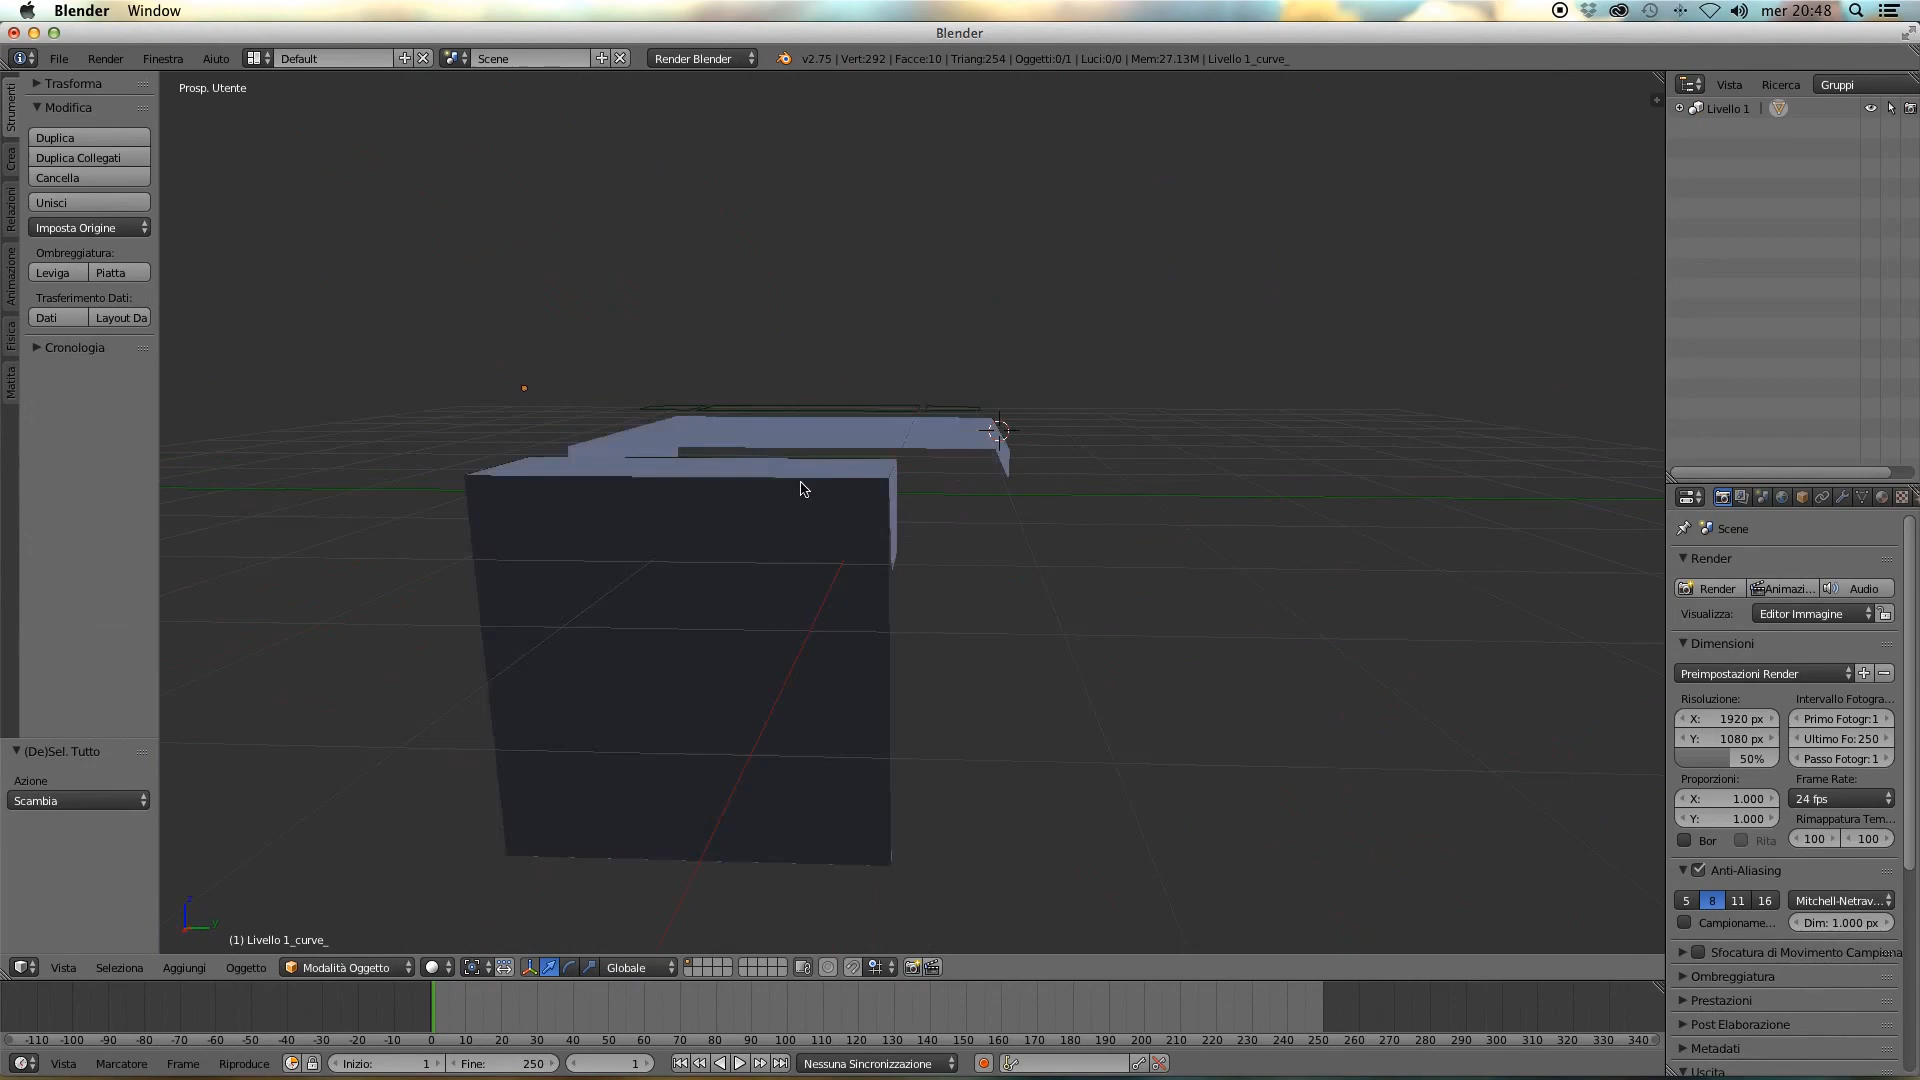 Blender Window mer 20:48
Blender
File Render Finestra Aiuto Default Scene Render Blender v2.75 | Vert:292 | Facce:10 | Triang:254 | Oggetti:0/1 | Luci:0/0 | Mem:27.13M | Livello 1_curve_
Trasforma
Modifica
Duplica
Duplica Collegati
Cancella
Unisci
Imposta Origine
Ombreggiatura:
Leviga Piatta
Trasferimento Dati:
Dati Layout Da
Cronologia
Strumenti
Crea
Relazioni
Animazione
Fisica
Matita
(De)Sel. Tutto
Azione
Scambia
Prosp. Utente
(1) Livello 1_curve_
Vista Seleziona Aggiungi Oggetto Modalità Oggetto Globale
Vista Ricerca Gruppi
Livello 1
Scene
Render
Render Animazi... Audio
Visualizza: Editor Immagine
Dimensioni
Preimpostazioni Render
Risoluzione: Intervallo Fotogra...
X: 1920 px Primo Fotogr: 1
Y: 1080 px Ultimo Fo: 250
50% Passo Fotogr: 1
Proporzioni: Frame Rate:
X: 1.000 24 fps
Y: 1.000 Rimappatura Tem...
Bor Rita 100 100
Anti-Aliasing
5 8 11 16 Mitchell-Netrav...
Campioname... Dim: 1.000 px
Sfocatura di Movimento Campiona
Ombreggiatura
Prestazioni
Post Elaborazione
Metadati
Uscita
-110 -100 -90 -80 -70 -60 -50 -40 -30 -20 -10 0 10 20 30 40 50 60 70 80 90 100 110 120 130 140 150 160 170 180 190 200 210 220 230 240 250 260 270 280 290 300 310 320 330 340
Vista Marcatore Frame Riproduce Inizio: 1 Fine: 250 1 Nessuna Sincronizzazione